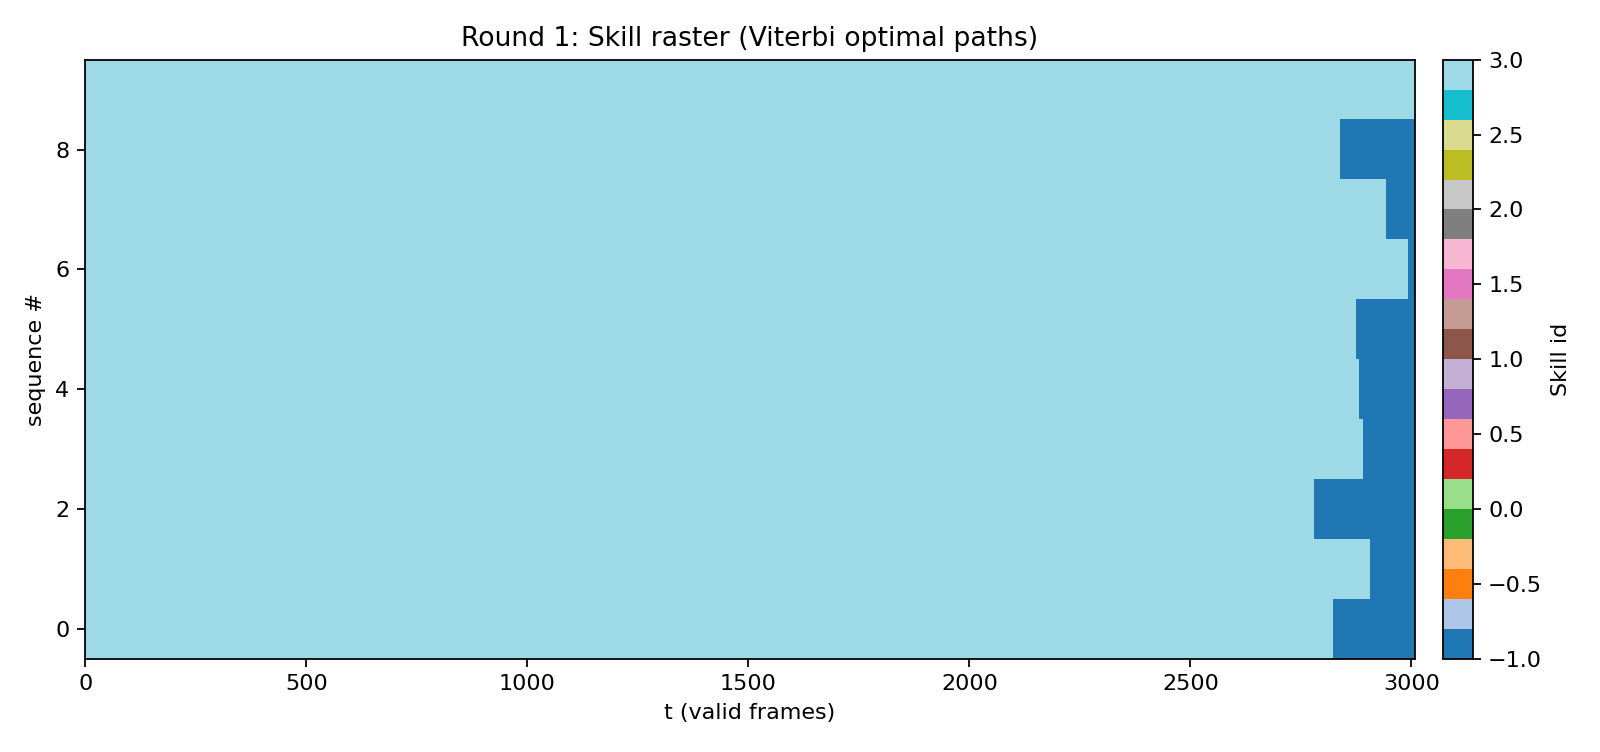 Round 1: Skill raster (Viterbi optimal paths)
sequence #
8
6
4
2
0
0 500 1000 1500 2000 2500 3000
t (valid frames)
3.0
2.5
2.0
1.5
1.0
0.5
0.0
−0.5
−1.0
Skill id